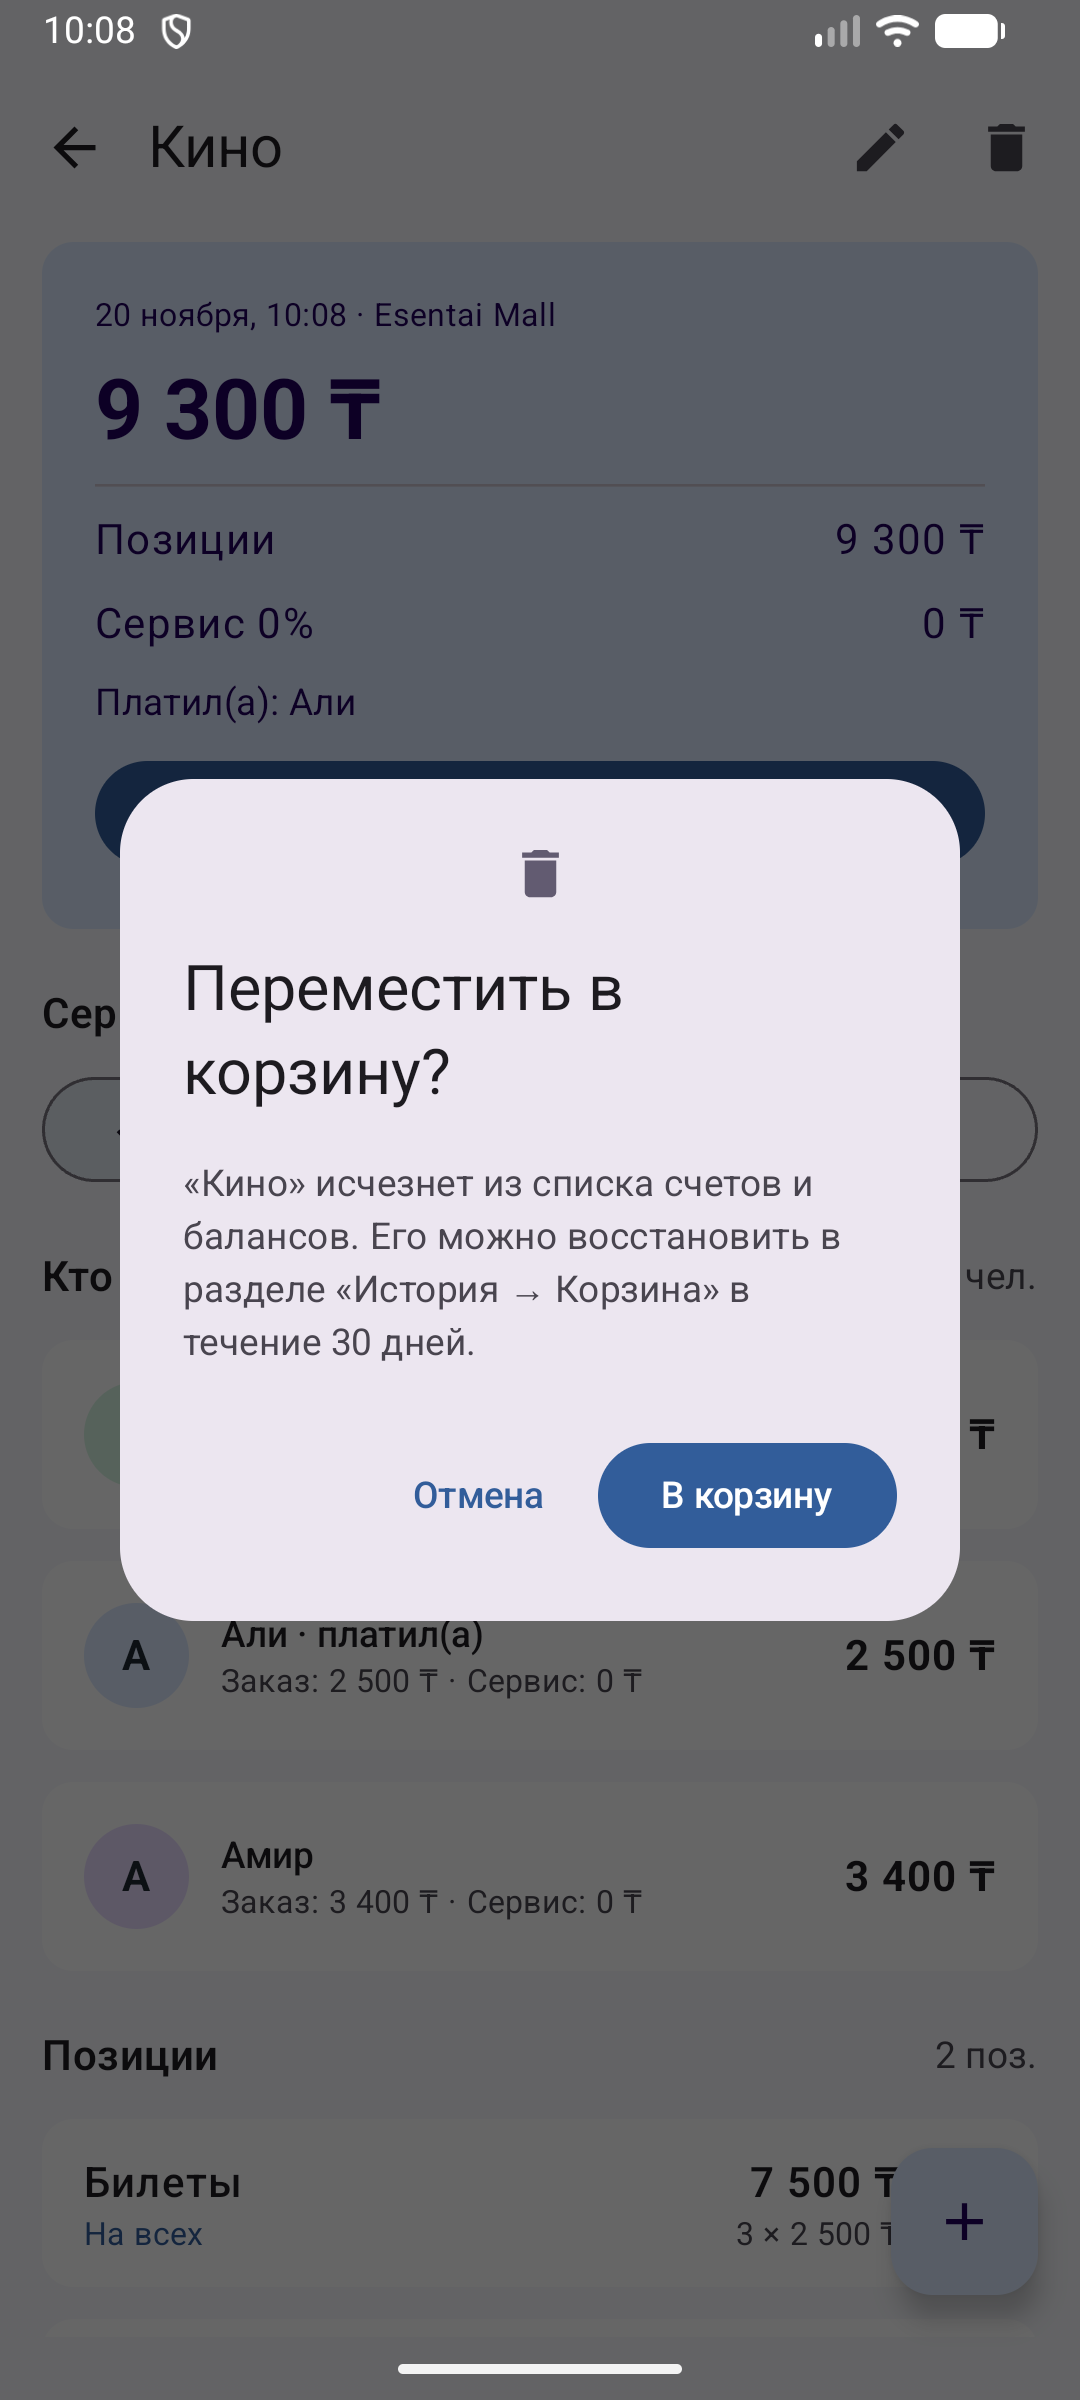 10:08
Кино
20 ноября, 10:08 · Esentai Mall
9 300 ₸
Позиции 9 300 ₸
Сервис 0% 0 ₸
Платил(а): Али
Переместить в
корзину?
«Кино» исчезнет из списка счетов и
балансов. Его можно восстановить в
разделе «История → Корзина» в
течение 30 дней.
Отмена В корзину
Кто чел.
₸
А Али · платил(а) 2 500 ₸
Заказ: 2 500 ₸ · Сервис: 0 ₸
А Амир 3 400 ₸
Заказ: 3 400 ₸ · Сервис: 0 ₸
Позиции 2 поз.
Билеты 7 500 ₸
На всех 3 × 2 500 ₸